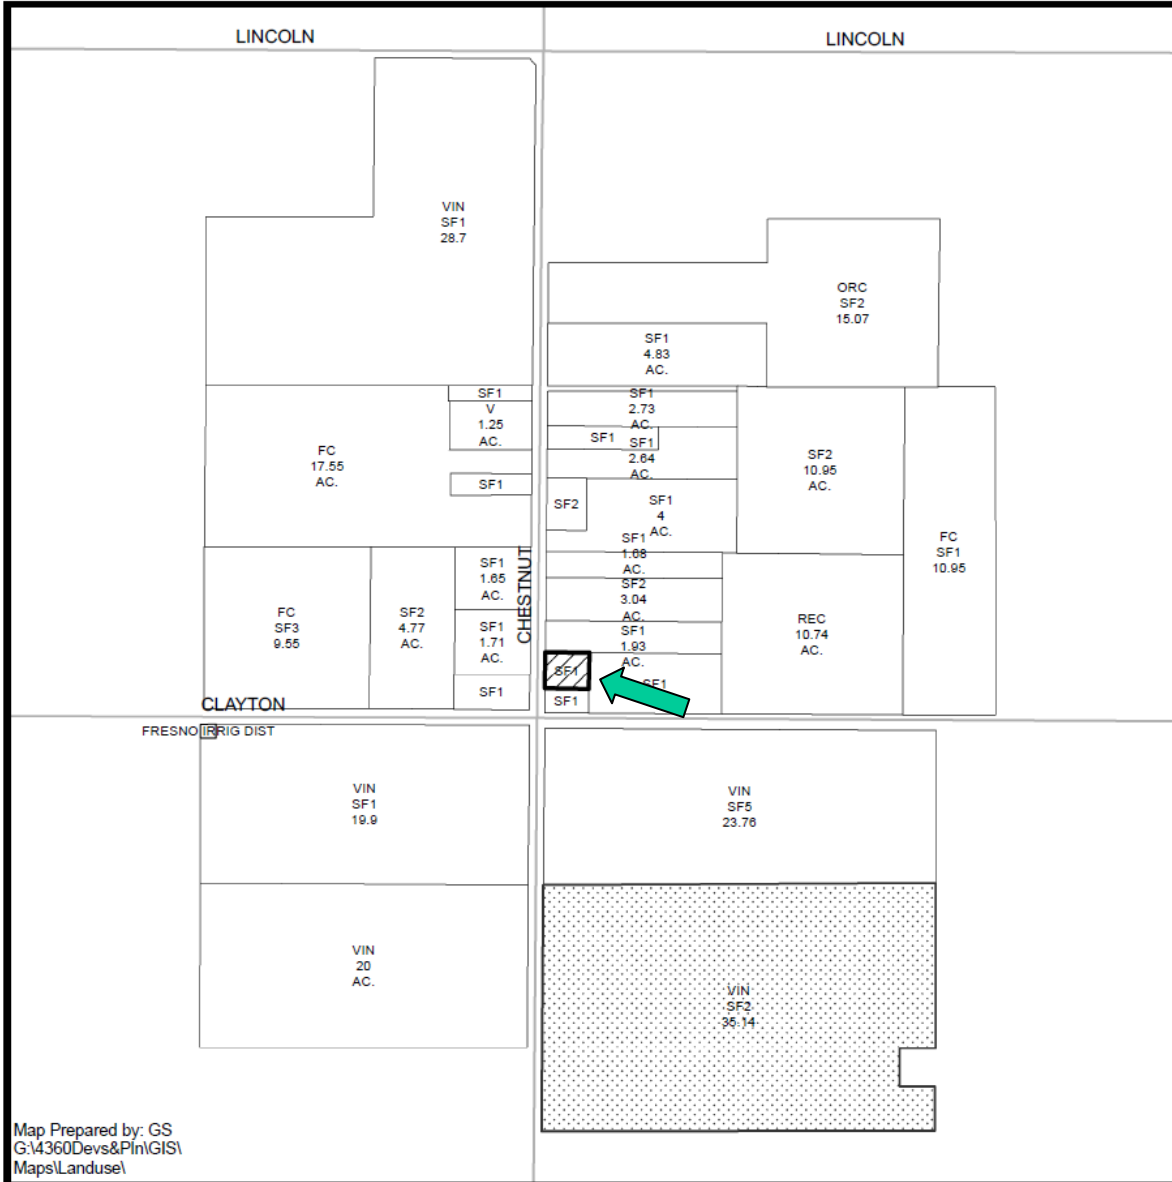 LINCOLN
LINCOLN
VIN
SF1
28.7
ORC
SF2
15.07
SF1
4.83
AC.
SF1
V
1.25
AC.
SF1
2.73
AC.
SF1
SF1
2.64
AC.
FC
17.55
AC.
SF2
10.95
AC.
SF1
SF2
SF1
4
AC.
FC
SF1
10.95
SF1
1.68
AC.
CHESTNUT
SF1
1.65
AC.
SF2
3.04
AC.
FC
SF3
9.55
SF2
4.77
AC.
SF1
1.71
AC.
SF1
1.93
AC.
REC
10.74
AC.
SF1
SF1
SF1
SF1
CLAYTON
FRESNO IRRIG DIST
VIN
SF1
19.9
VIN
SF5
23.76
VIN
20
AC.
VIN
SF2
35.14
Map Prepared by: GS
G:\4360Devs&Pln\GIS\
Maps\Landuse\